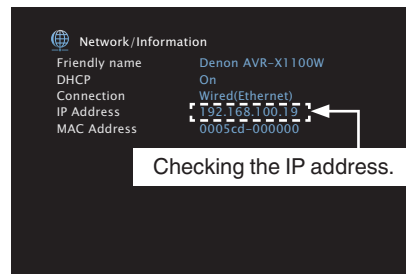 Network/Information
Friendly name Denon AVR-X1100W
DHCP On
Connection Wired(Ethernet)
IP Address 192.168.100.19
MAC Address 0005cd-000000
Checking the IP address.